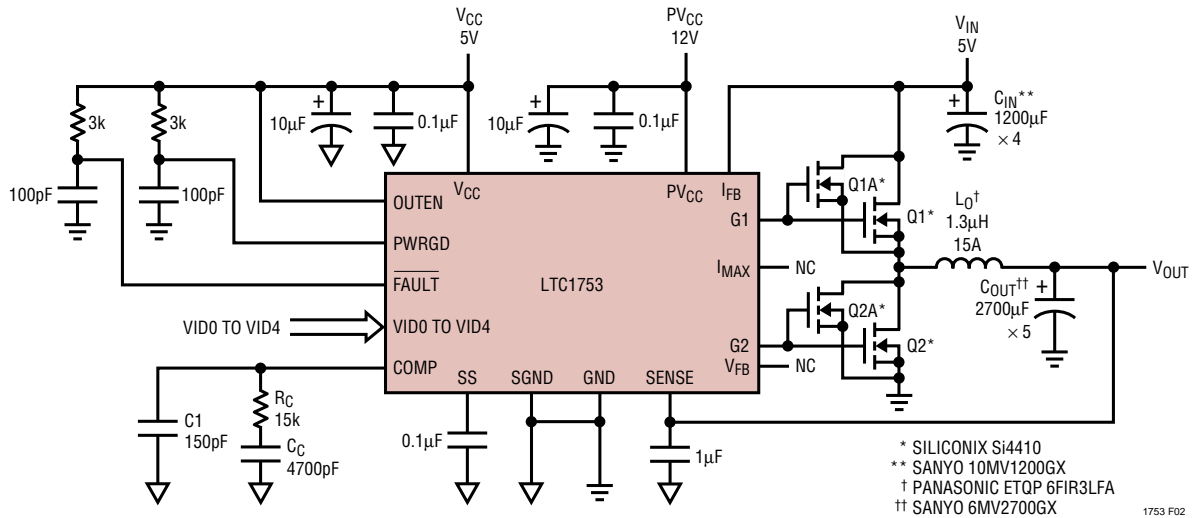 VCC
5V
PVCC
12V
VIN
5V
3k
3k
+
10µF
0.1µF
+
10µF
0.1µF
+
CIN**
1200µF
× 4
100pF
100pF
VCC
PVCC
IFB
OUTEN
G1
Q1A*
Q1*
LO†
1.3µH
15A
PWRGD
IMAX
NC
VOUT
FAULT
LTC1753
COUT††
2700µF
× 5
+
VID0 TO VID4
VID0 TO VID4
Q2A*
G2
Q2*
VFB
NC
COMP
SS
SGND
GND
SENSE
C1
150pF
RC
15k
CC
4700pF
0.1µF
1µF
* SILICONIX Si4410
** SANYO 10MV1200GX
† PANASONIC ETQP 6FIR3LFA
†† SANYO 6MV2700GX
1753 F02